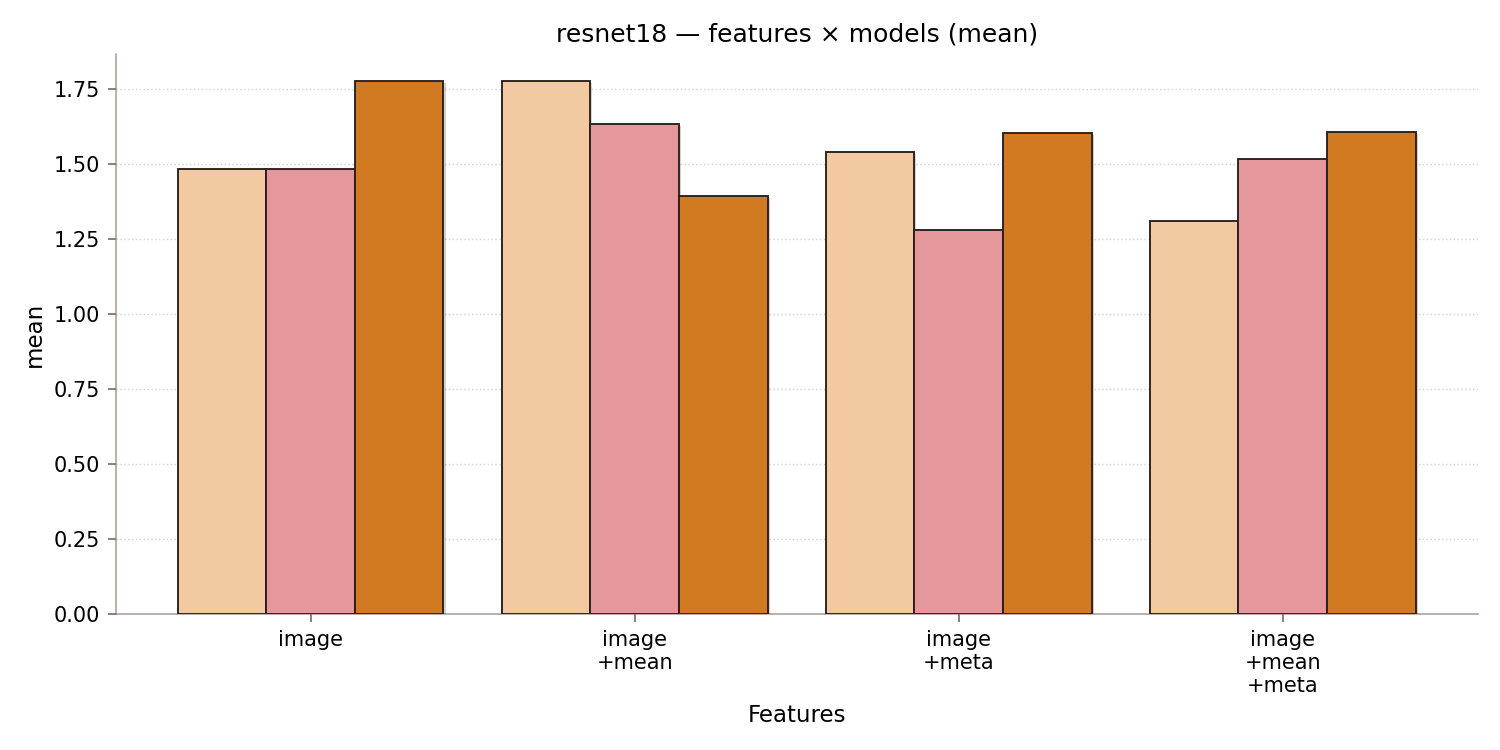 resnet18 — features × models (mean)
mean
1.75
1.50
1.25
1.00
0.75
0.50
0.25
0.00
image
image
+mean
image
+meta
image
+mean
+meta
Features